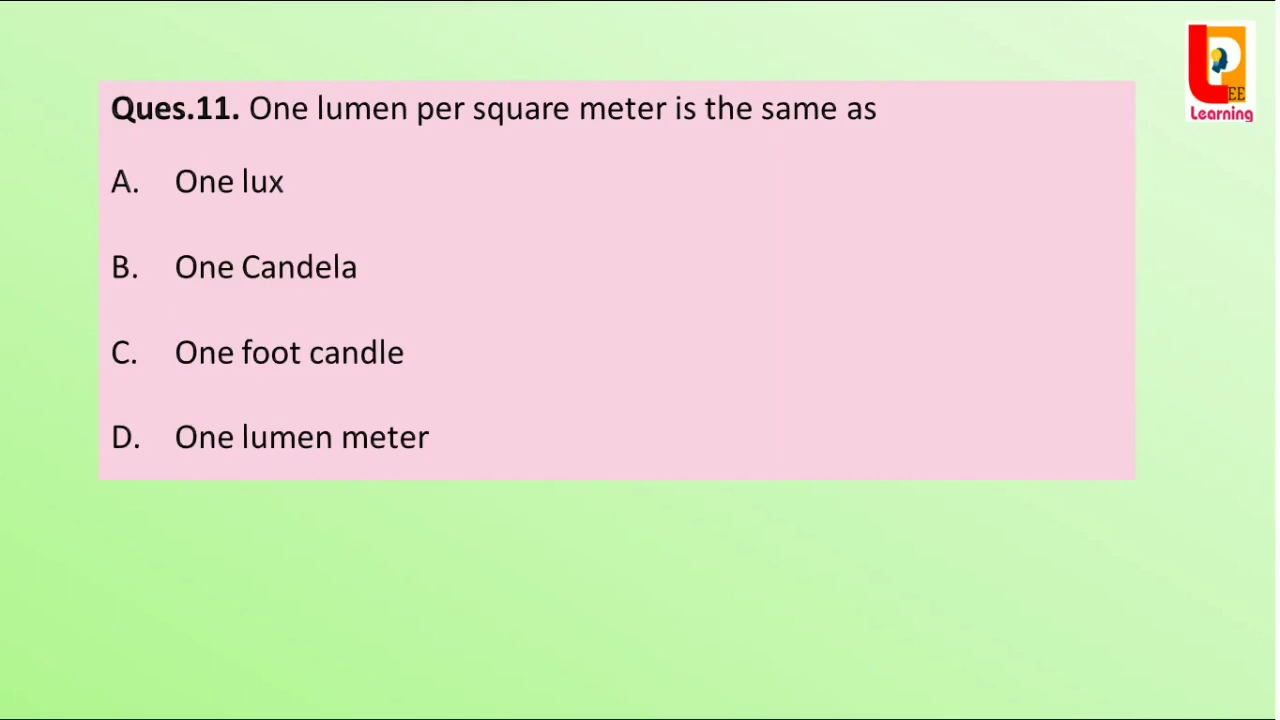 Ques.11. One lumen per square meter is the same as
A. One lux
B. One Candela
C. One foot candle
D. One lumen meter
LP
EE
Learning